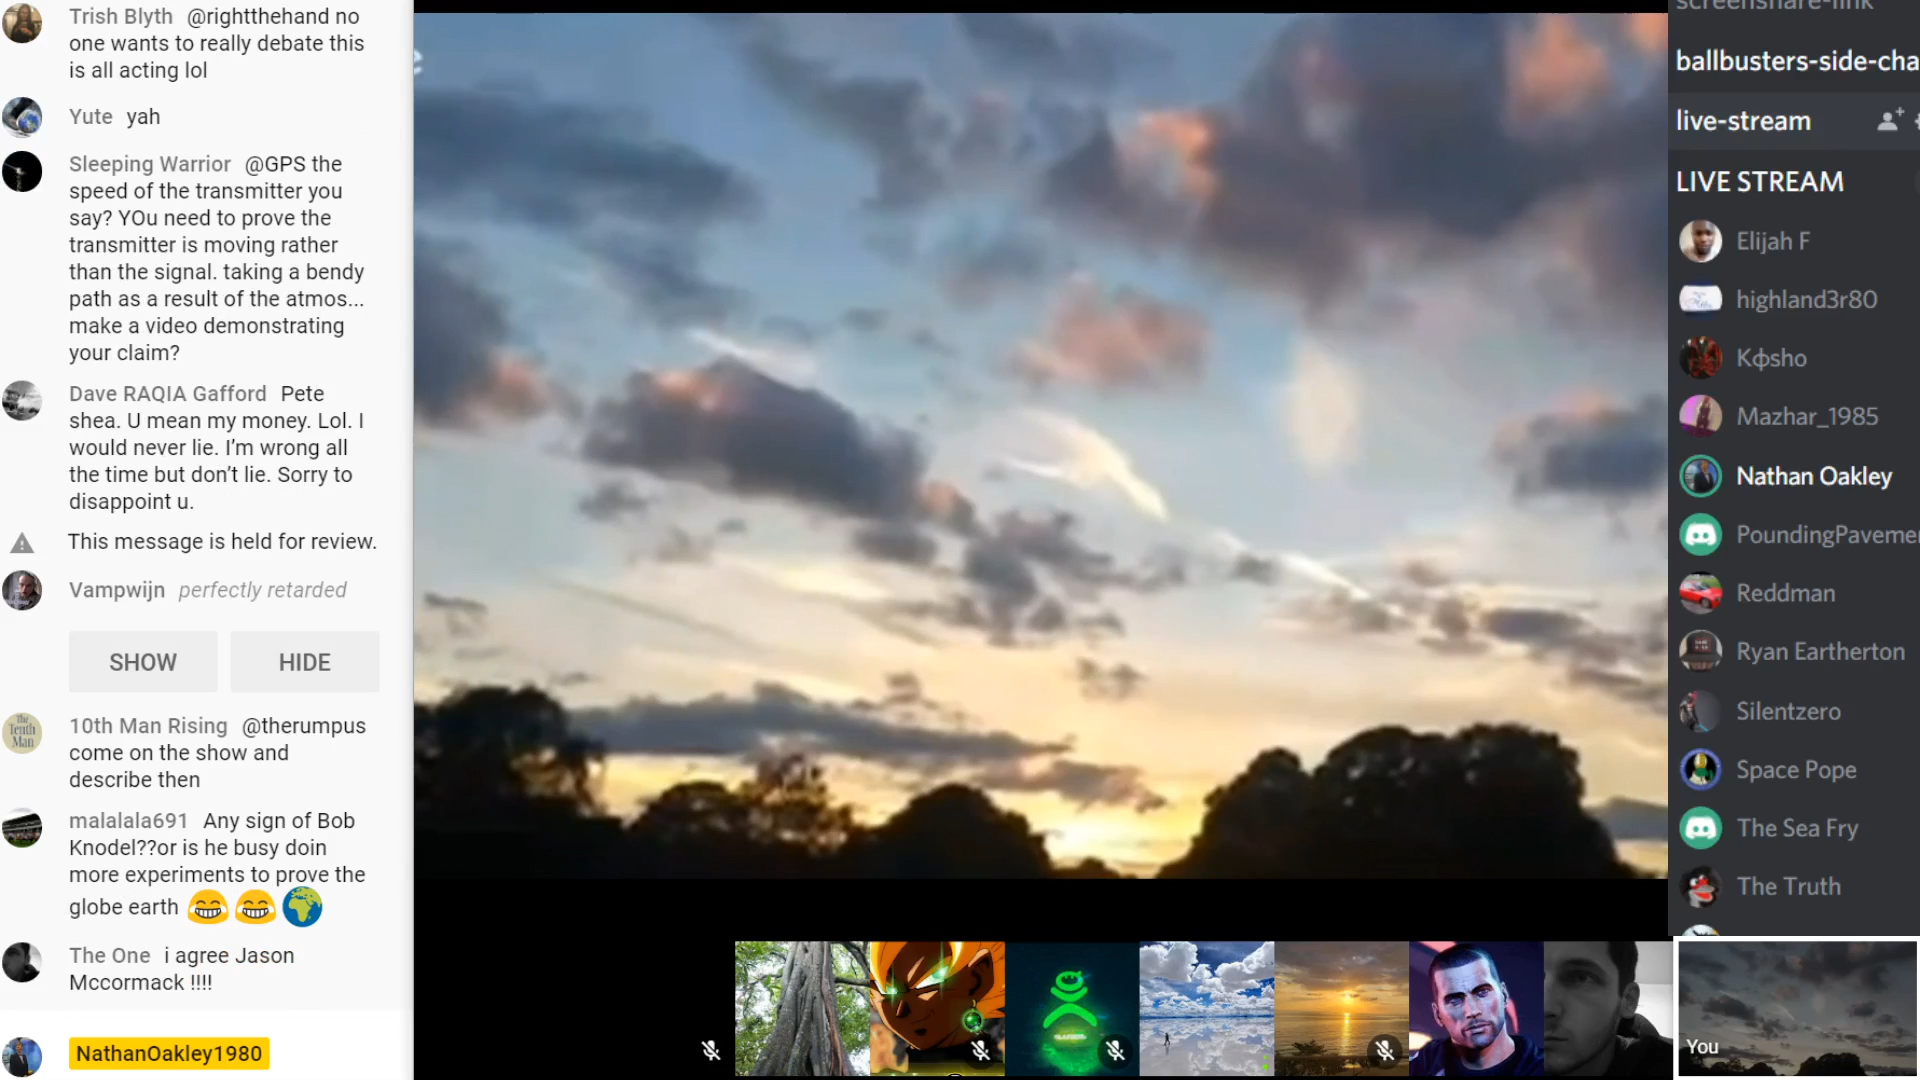 Trish Blyth @rightthehand no
one wants to really debate this
is all acting lol
Yute yah
Sleeping Warrior @GPS the
speed of the transmitter you
say? YOu need to prove the
transmitter is moving rather
than the signal. taking a bendy
path as a result of the atmos...
make a video demonstrating
your claim?
Dave RAQIA Gafford Pete
shea. U mean my money. Lol. I
would never lie. I'm wrong all
the time but don't lie. Sorry to
disappoint u.
This message is held for review.
Vampwijn perfectly retarded
SHOW HIDE
10th Man Rising @therumpus
come on the show and
describe then
The
Tenth
Man
malalala691 Any sign of Bob
Knodel??or is he busy doin
more experiments to prove the
globe earth
The One i agree Jason
Mccormack !!!!
NathanOakley1980
screenshare-link
ballbusters-side-cha
live-stream
LIVE STREAM
Elijah F
highland3r80
Kфsho
Mazhar_1985
Nathan Oakley
PoundingPaveme
Reddman
Ryan Eartherton
Silentzero
Space Pope
The Sea Fry
The Truth
You